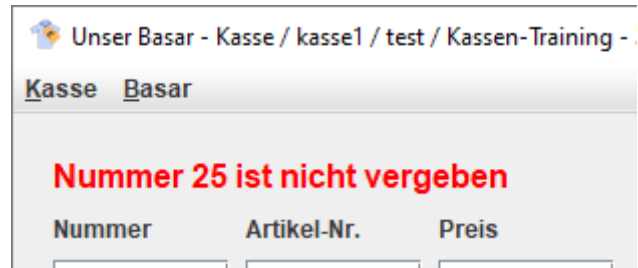 Unser Basar - Kasse / kasse1 / test / Kassen-Training -
Kasse Basar
Nummer 25 ist nicht vergeben
Nummer Artikel-Nr. Preis